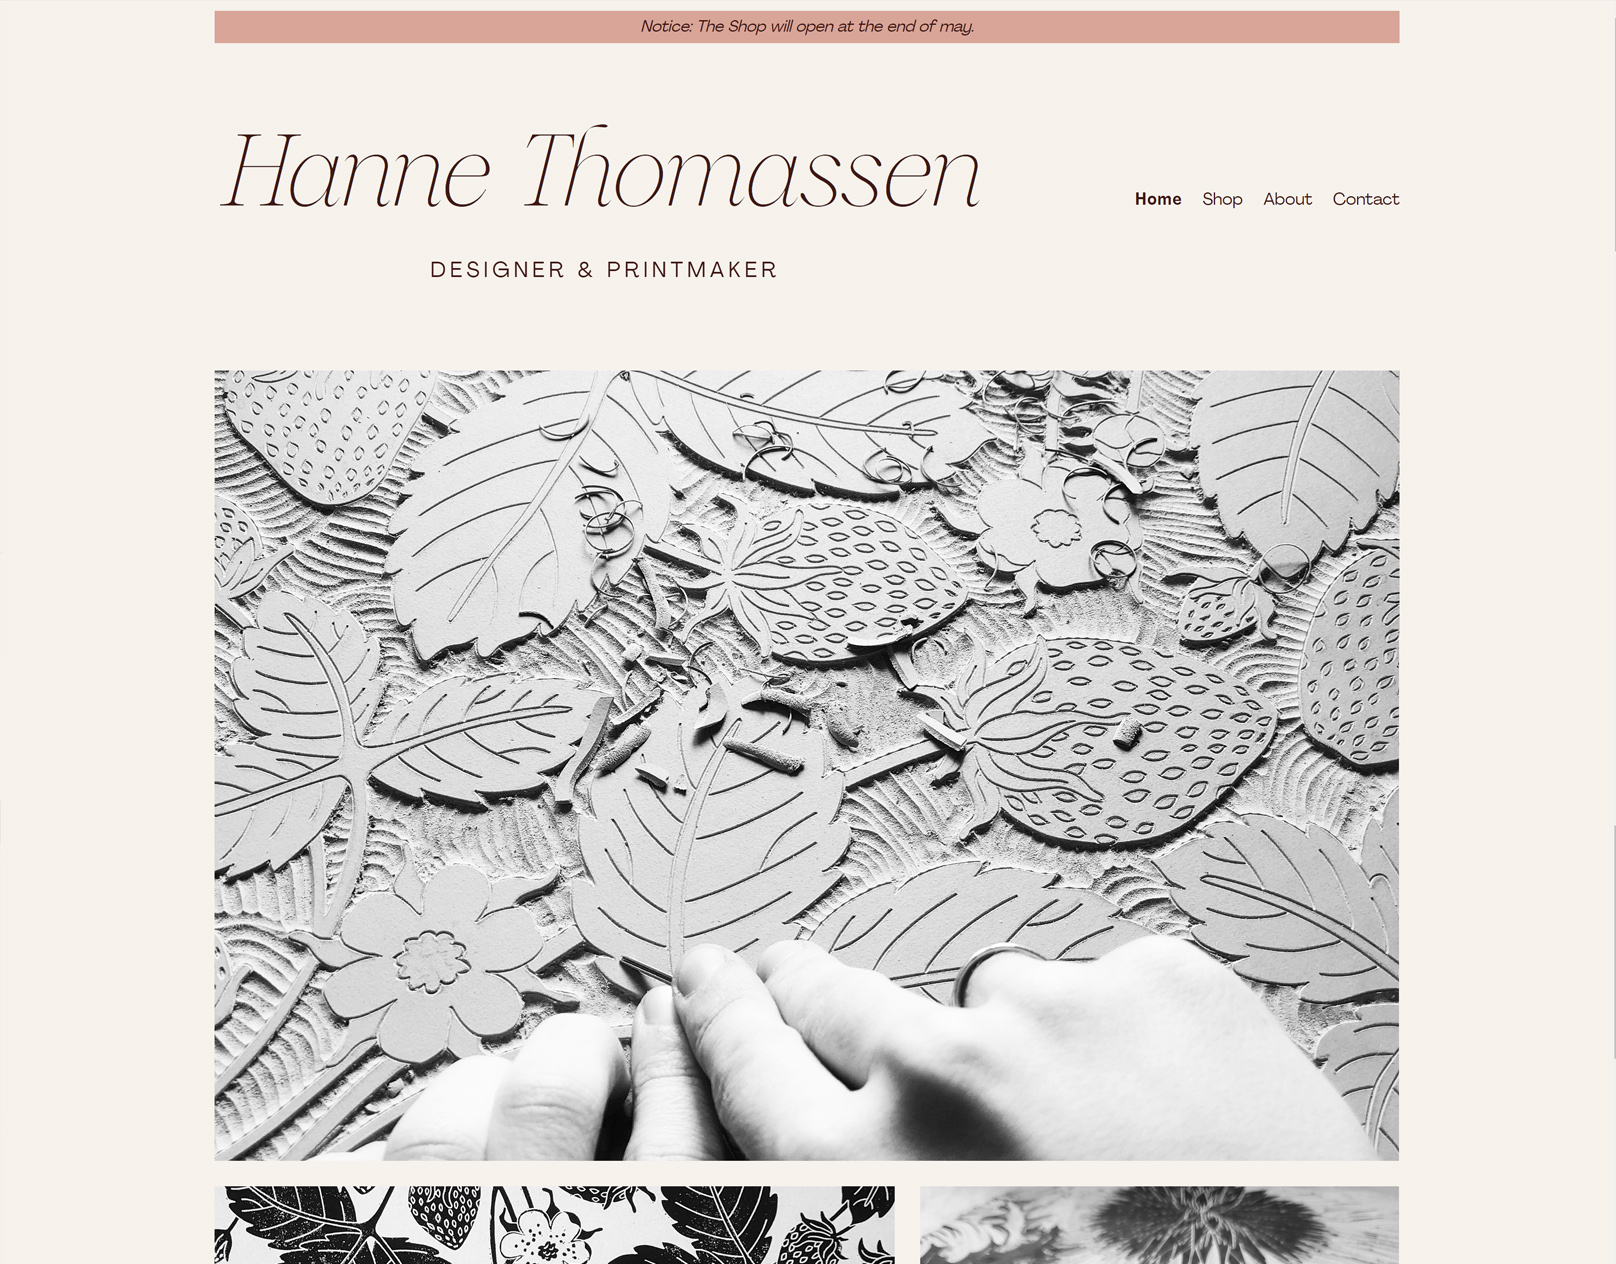 Notice: The Shop will open at the end of may.
Hanne Thomassen
Home Shop About Contact
DESIGNER & PRINTMAKER